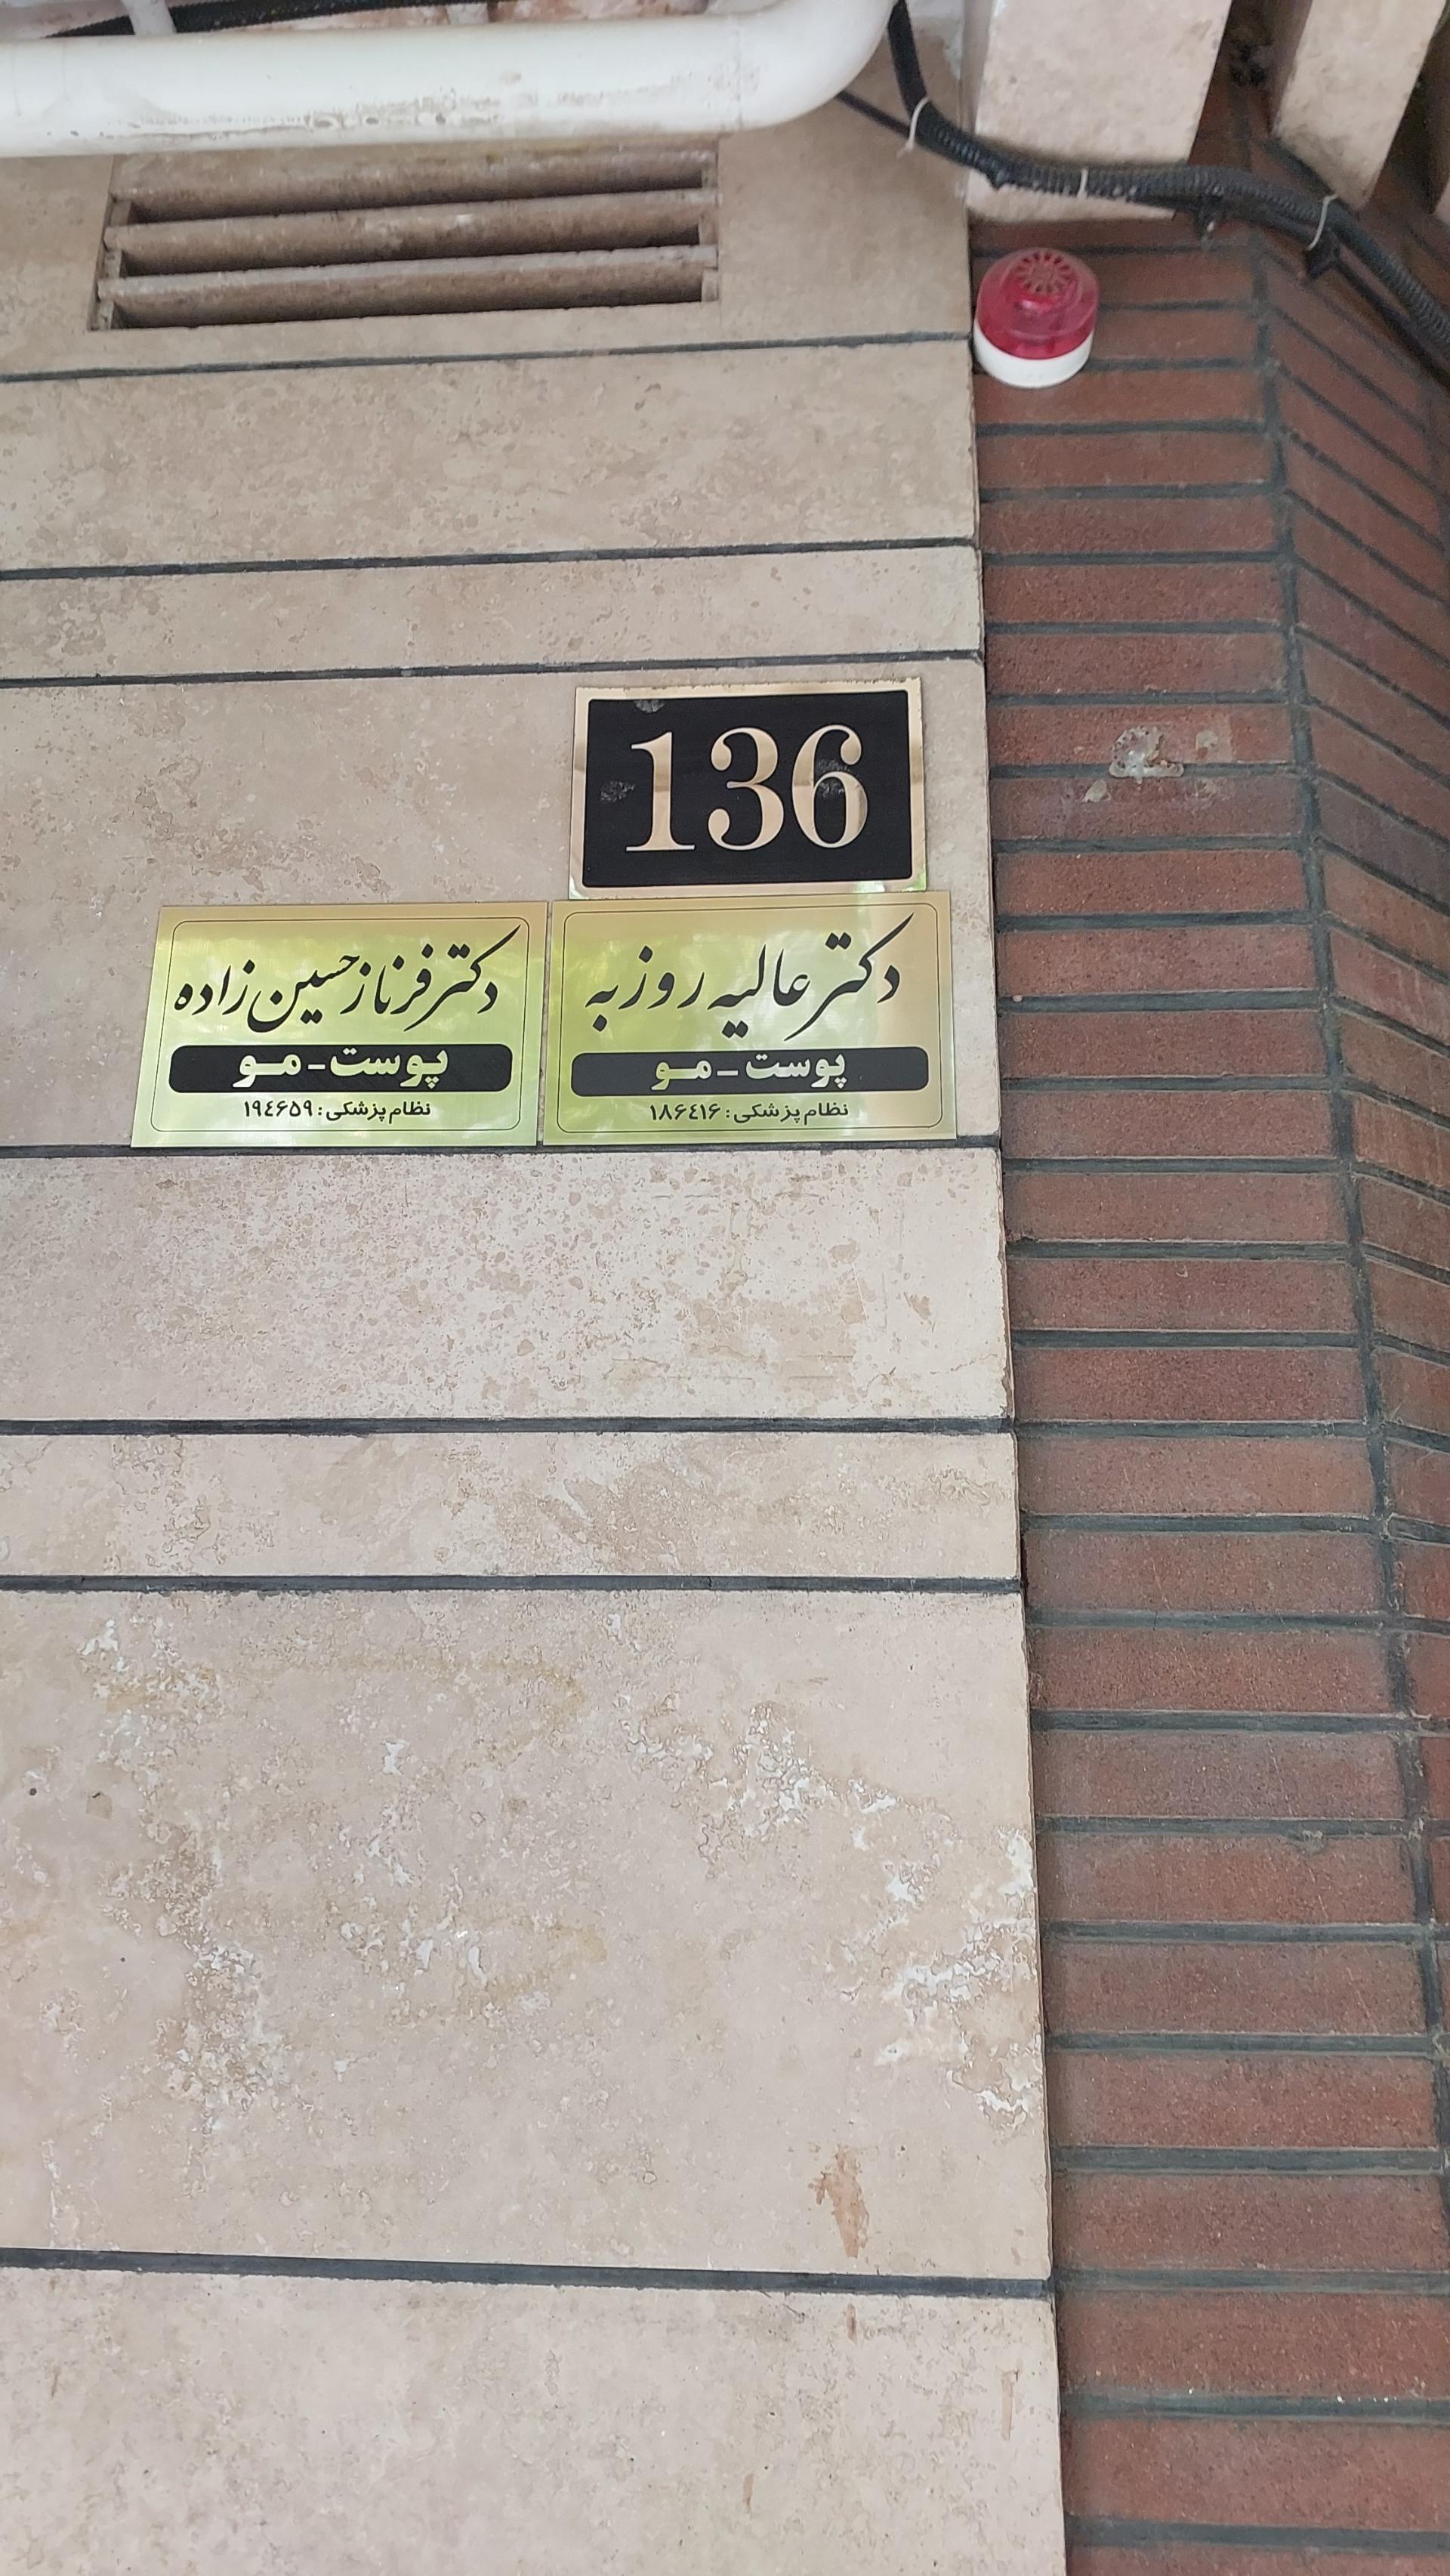 136
دکتر عالیه روزبه
پوست - مو
نظام پزشکی: ۱۸۶۴۱۶
دکتر فرناز حسین زاده
پوست - مو
نظام پزشکی: ۱۹۴۶۵۹